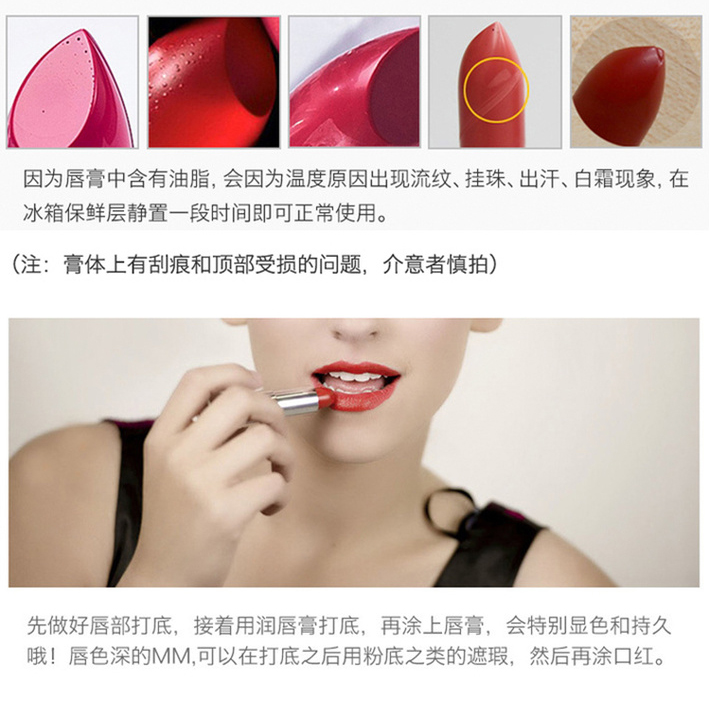 因为唇膏中含有油脂,会因为温度原因出现流纹、挂珠、出汗、白霜现象,在
冰箱保鲜层静置一段时间即可正常使用。
（注：膏体上有刮痕和顶部受损的问题，介意者慎拍）
先做好唇部打底，接着用润唇膏打底，再涂上唇膏，会特别显色和持久
哦！唇色深的MM,可以在打底之后用粉底之类的遮瑕，然后再涂口红。